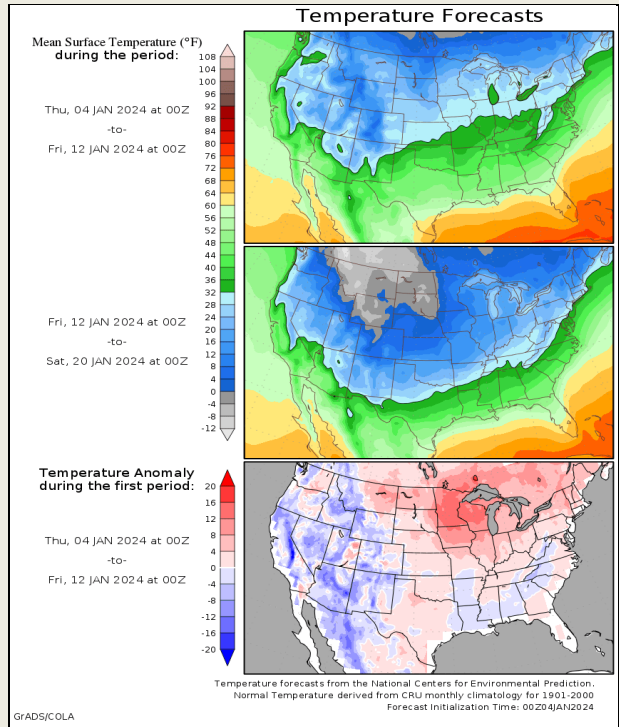 Temperature Forecasts
Mean Surface Temperature (°F)
during the period:
108
104
100
96
92
88
84
80
76
72
68
64
60
56
52
48
44
40
36
32
28
24
20
16
12
8
4
0
-4
-8
-12
Thu, 04 JAN 2024 at 00Z
-to-
Fri, 12 JAN 2024 at 00Z
Fri, 12 JAN 2024 at 00Z
-to-
Sat, 20 JAN 2024 at 00Z
Temperature Anomaly
during the first period:
20
16
12
8
4
0
-4
-8
-12
-16
-20
Thu, 04 JAN 2024 at 00Z
-to-
Fri, 12 JAN 2024 at 00Z
Temperature forecasts from the National Centers for Environmental Prediction.
Normal Temperature derived from CRU monthly climatology for 1901-2000
Forecast Initialization Time: 00Z04JAN2024
GrADS/COLA